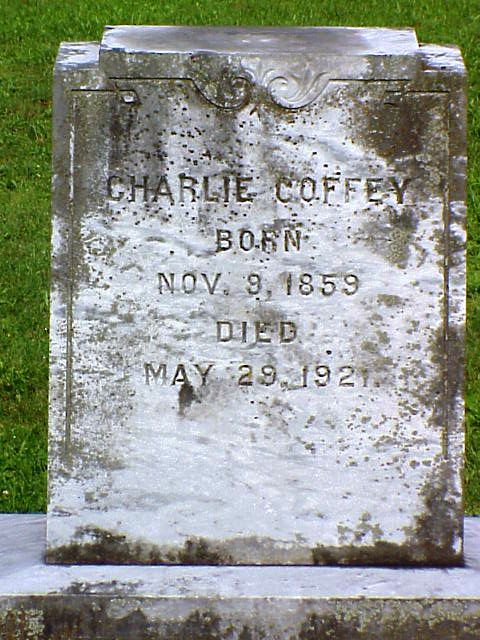 CHARLIE COFFEY
BORN
NOV. 9, 1859
DIED
MAY 29, 1921.